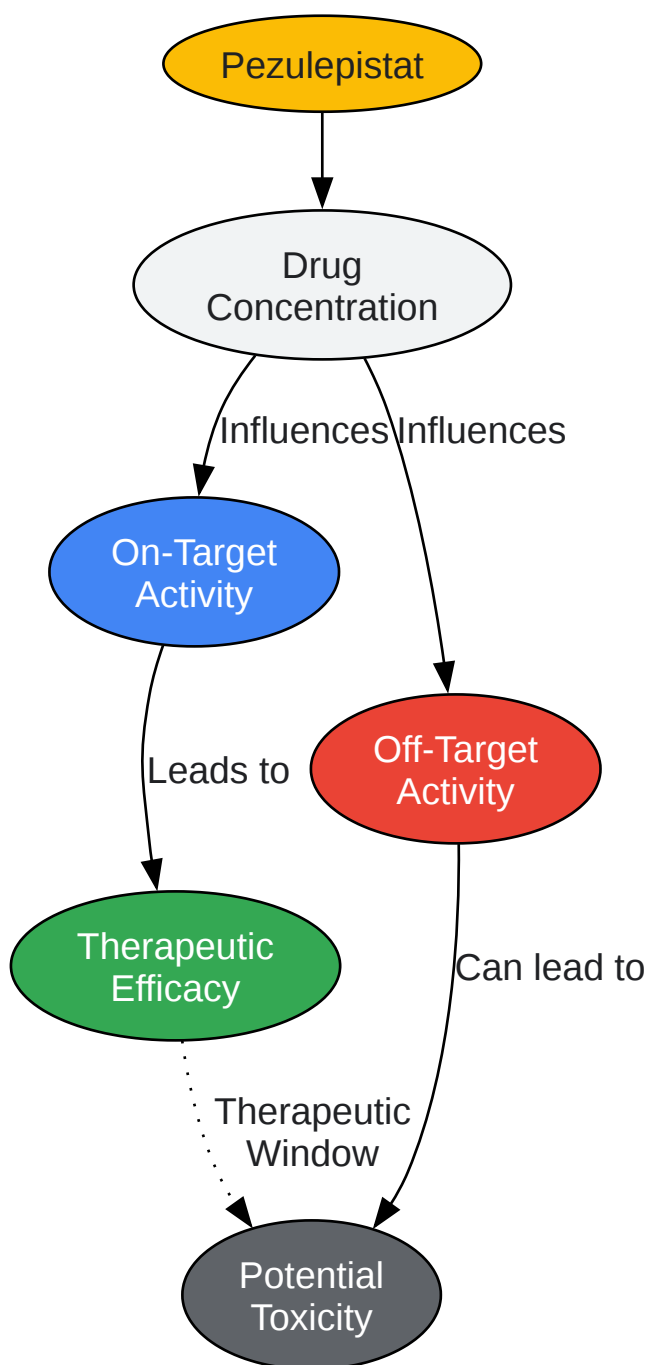 Pezulepistat
Drug
Concentration
Influences
Influences
On-Target
Activity
Off-Target
Activity
Leads to
Therapeutic
Efficacy
Can lead to
Therapeutic
Window
Potential
Toxicity